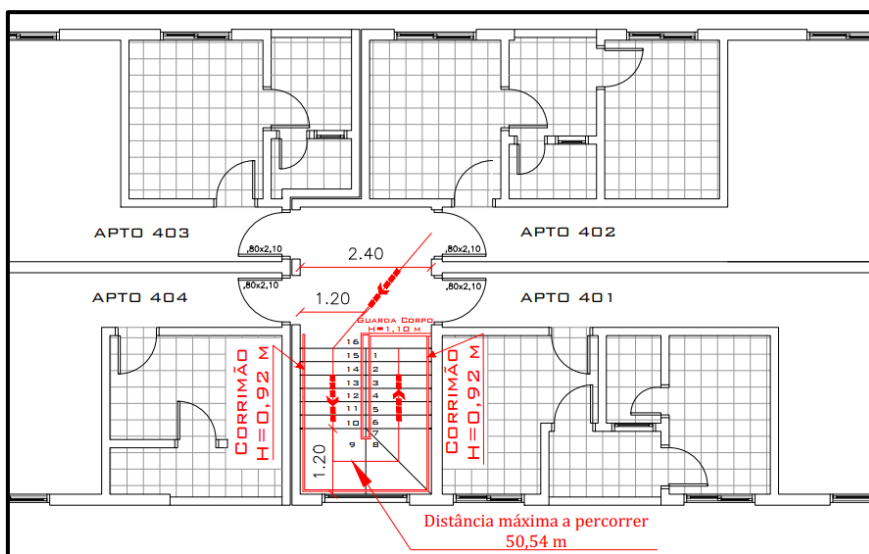 APTO 403
APTO 402
,80x2,10
,80x2,10
2.40
,80x2,10
,80x2,10
APTO 404
APTO 401
1.20
GUARDA CORPO
H=1,10 M
16
15
14
13
12
11
10
9
1
2
3
4
5
6
7
8
CORRIMÃO
H=0,92 M
CORRIMÃO
H=0,92 M
1.20
Distância máxima a percorrer
50,54 m